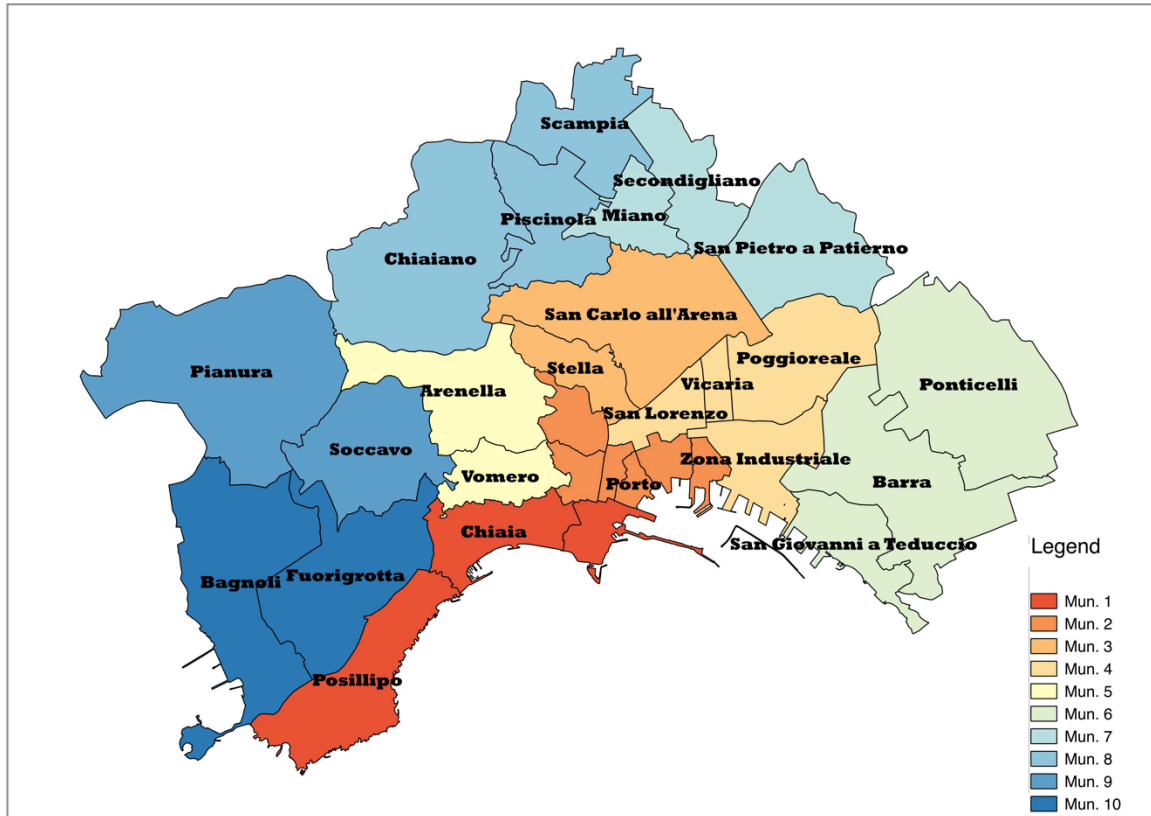 Scampia
Secondigliano
Miano
Piscinola
San Pietro a Patierno
Chiaiano
San Carlo all'Arena
Poggioreale
Stella
Pianura
Vicaria
Ponticelli
Arenella
San Lorenzo
Soccavo
Zona Industriale
Vomero
Porto
Barra
Chiaia
San Giovanni a Teduccio
Fuorigrotta
Bagnoli
Posillipo
Legend
Mun. 1
Mun. 2
Mun. 3
Mun. 4
Mun. 5
Mun. 6
Mun. 7
Mun. 8
Mun. 9
Mun. 10